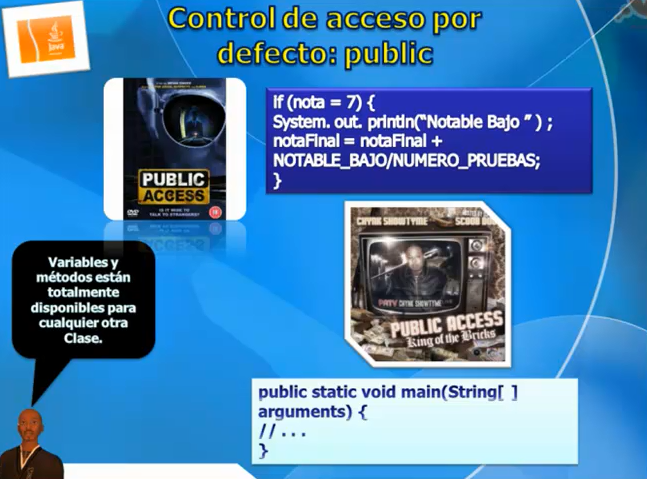 Java
Control de acceso por
defecto: public
PUBLIC
ACCESS
IS IT WISE TO
TALK TO STRANGERS?
DVD
18
if (nota = 7) {
System. out. println("Notable Bajo " ) ;
notaFinal = notaFinal +
NOTABLE_BAJO/NUMERO_PRUEBAS;
}
CHYNK SHOWTYME
PUBLIC ACCESS
King of the Bricks
Variables y
métodos están
totalmente
disponibles para
cualquier otra
Clase.
public static void main(String[ ]
arguments) {
// . . .
}